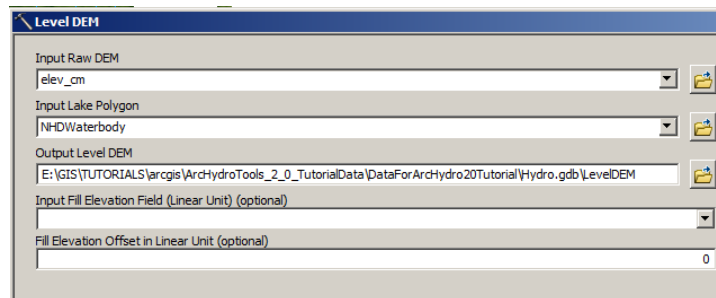 Level DEM
Input Raw DEM
elev_cm
Input Lake Polygon
NHDWaterbody
Output Level DEM
E:\GIS\TUTORIALS\arcgis\ArcHydroTools_2_0_TutorialData\DataForArcHydro20Tutorial\Hydro.gdb\LevelDEM
Input Fill Elevation Field (Linear Unit) (optional)
Fill Elevation Offset in Linear Unit (optional)
0